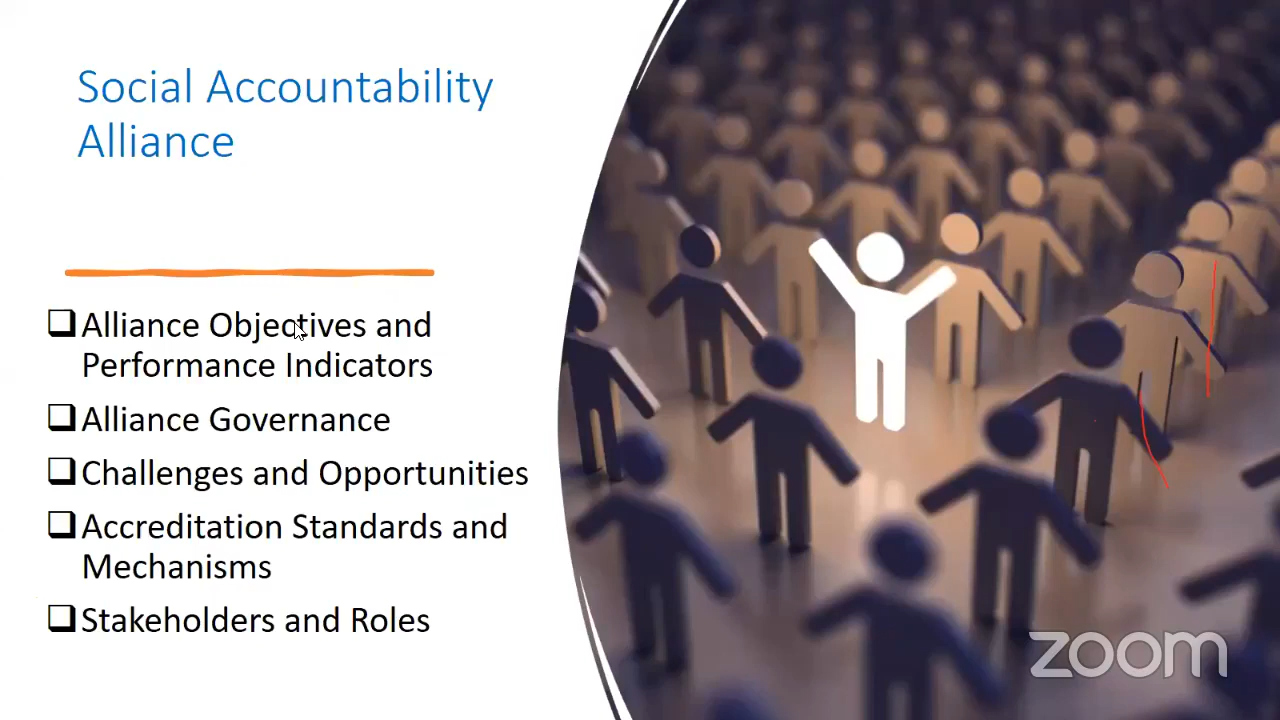 Social Accountability
Alliance
Alliance Objectives and
Performance Indicators
Alliance Governance
Challenges and Opportunities
Accreditation Standards and
Mechanisms
Stakeholders and Roles
zoom